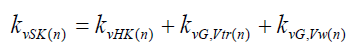 k_{vSK(n)} = k_{vHK(n)} + k_{vG,Vtr(n)} + k_{vG,Vw(n)}